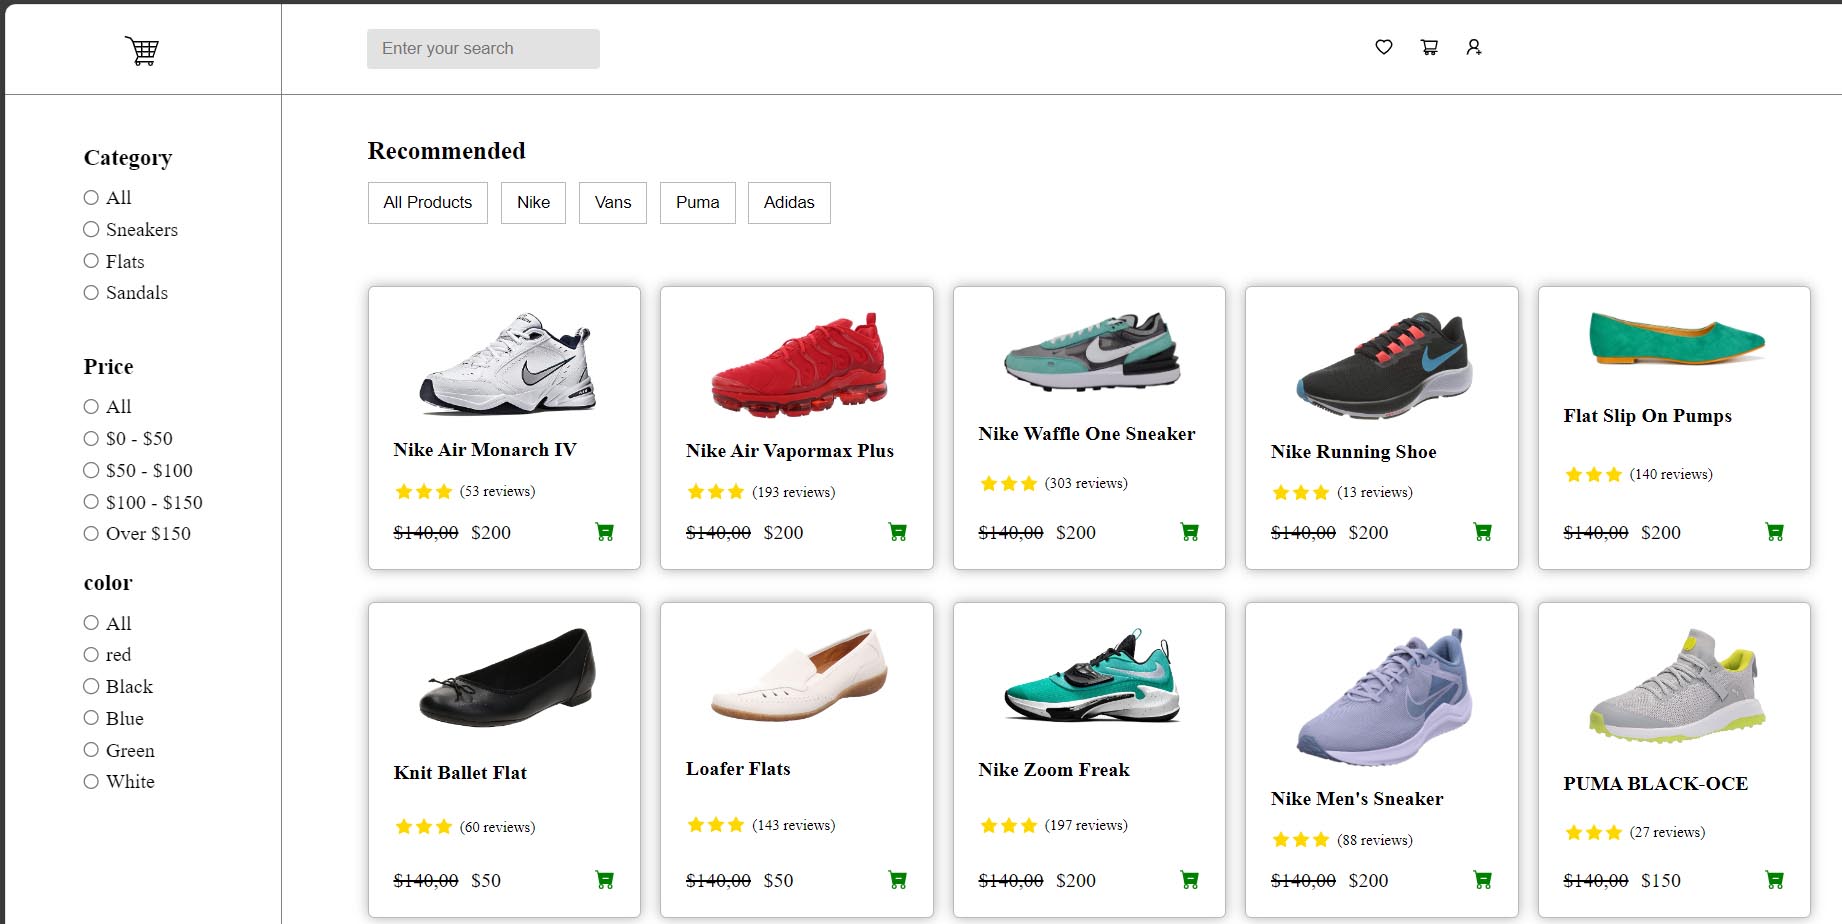 Enter your search
Category
All
Sneakers
Flats
Sandals
Price
All
$0 - $50
$50 - $100
$100 - $150
Over $150
color
All
red
Black
Blue
Green
White
Recommended
All Products
Nike
Vans
Puma
Adidas
Nike Air Monarch IV
(53 reviews)
$140,00 $200
Nike Air Vapormax Plus
(193 reviews)
$140,00 $200
Nike Waffle One Sneaker
(303 reviews)
$140,00 $200
Nike Running Shoe
(13 reviews)
$140,00 $200
Flat Slip On Pumps
(140 reviews)
$140,00 $200
Knit Ballet Flat
(60 reviews)
$140,00 $50
Loafer Flats
(143 reviews)
$140,00 $50
Nike Zoom Freak
(197 reviews)
$140,00 $200
Nike Men's Sneaker
(88 reviews)
$140,00 $200
PUMA BLACK-OCE
(27 reviews)
$140,00 $150